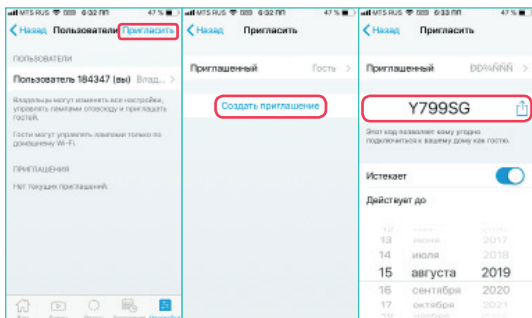 MTS RUS 6:32 ПП 47 %
Назад Пользователи Пригласить
ПОЛЬЗОВАТЕЛИ
Пользователь 184347 (вы) Влад...
Владельцы могут изменять все настройки,
управлять лампами отовсюду и приглашать
гостей.
Гости могут управлять лампами только по
домашнему Wi-Fi.
ПРИГЛАШЕНИЯ
Нет текущих приглашений.
MTS RUS 6:32 ПП 47 %
Назад Пригласить
Приглашенный Гость
Создать приглашение
MTS RUS 6:33 ПП 47 %
Назад Пригласить
Приглашенный
Y799SG
Этот код позволяет кому угодно
подключиться к вашему дому как гостю.
Истекает
Действует до
13 июня 2017
14 июля 2018
15 августа 2019
16 сентября 2020
17 октября 2021